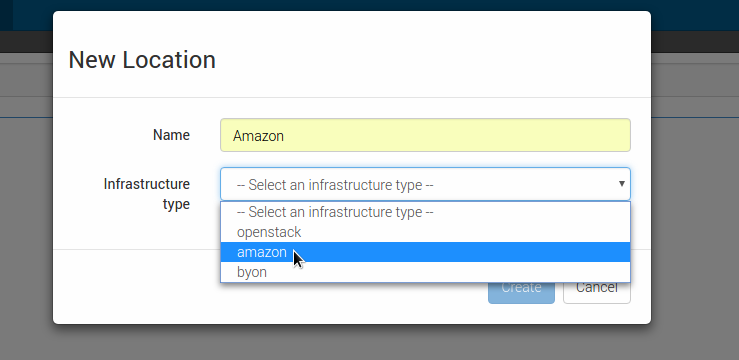 New Location
Name
Amazon
Infrastructure
type
-- Select an infrastructure type --
-- Select an infrastructure type --
openstack
amazon
byon
Create
Cancel